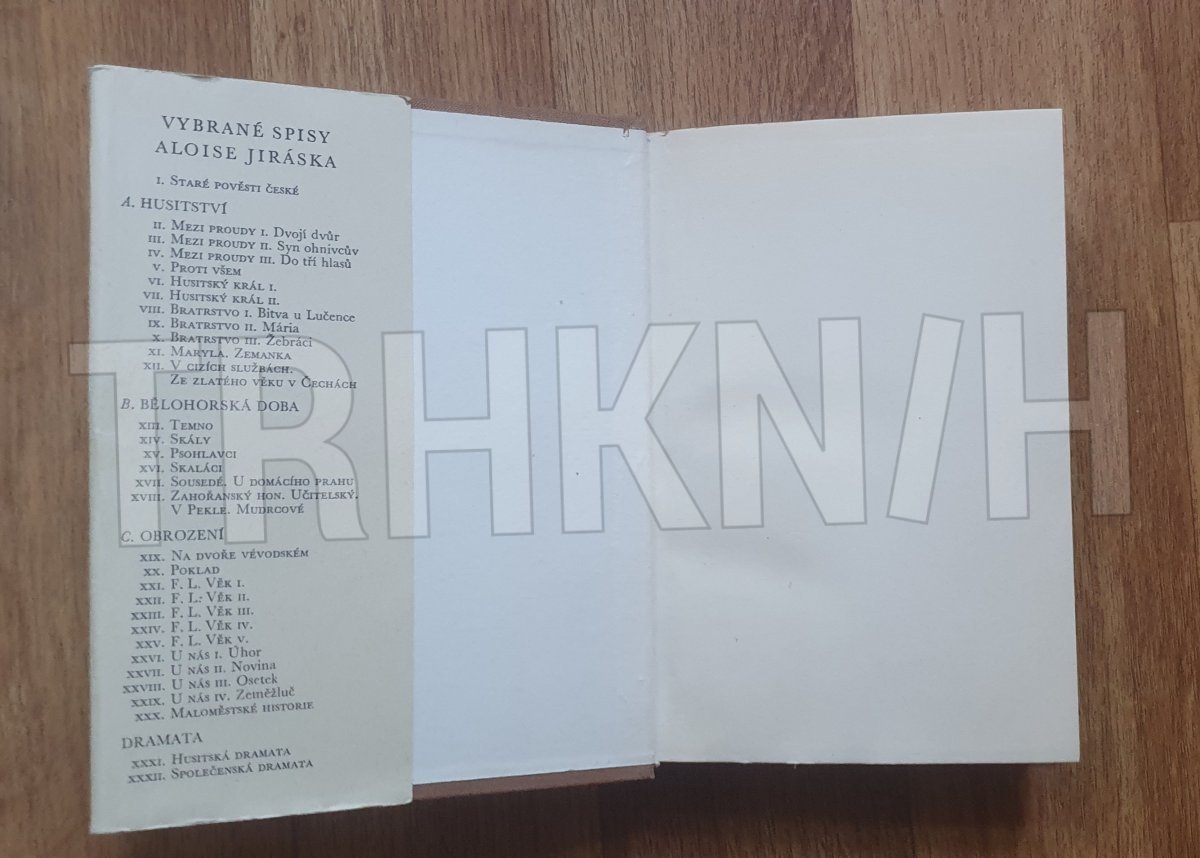 VYBRANÉ SPISY
ALOISE JIRÁSKA
I. STARÉ POVĚSTI ČESKÉ
A. HUSITSTVÍ
II. MEZI PROUDY I. Dvojí dvůr
III. MEZI PROUDY II. Syn ohnivcův
IV. MEZI PROUDY III. Do tří hlasů
V. PROTI VŠEM
VI. HUSITSKÝ KRÁL I.
VII. HUSITSKÝ KRÁL II.
VIII. BRATRSTVO I. Bitva u Lučence
IX. BRATRSTVO II. Mária
X. BRATRSTVO III. Žebráci
XI. MARYLA. ZEMANKA
XII. V CIZÍCH SLUŽBÁCH.
ZE ZLATÉHO VĚKU V ČECHÁCH
B. BĚLOHORSKÁ DOBA
XIII. TEMNO
XIV. SKÁLY
XV. PSOHLAVCI
XVI. SKALÁCI
XVII. SOUSEDÉ. U DOMÁCÍHO PRAHU
XVIII. ZAHOŘANSKÝ HON. UČITELSKÝ.
V PEKLE. MUDRCOVÉ
C. OBROZENÍ
XIX. NA DVOŘE VÉVODSKÉM
XX. POKLAD
XXI. F. L. VĚK I.
XXII. F. L. VĚK II.
XXIII. F. L. VĚK III.
XXIV. F. L. VĚK IV.
XXV. F. L. VĚK V.
XXVI. U NÁS I. Úhor
XXVII. U NÁS II. Novina
XXVIII. U NÁS III. Osetek
XXIX. U NÁS IV. Zeměžluč
XXX. MALOMĚSTSKÉ HISTORIE
DRAMATA
XXXI. HUSITSKÁ DRAMATA
XXXII. SPOLEČENSKÁ DRAMATA
TRHKN/H